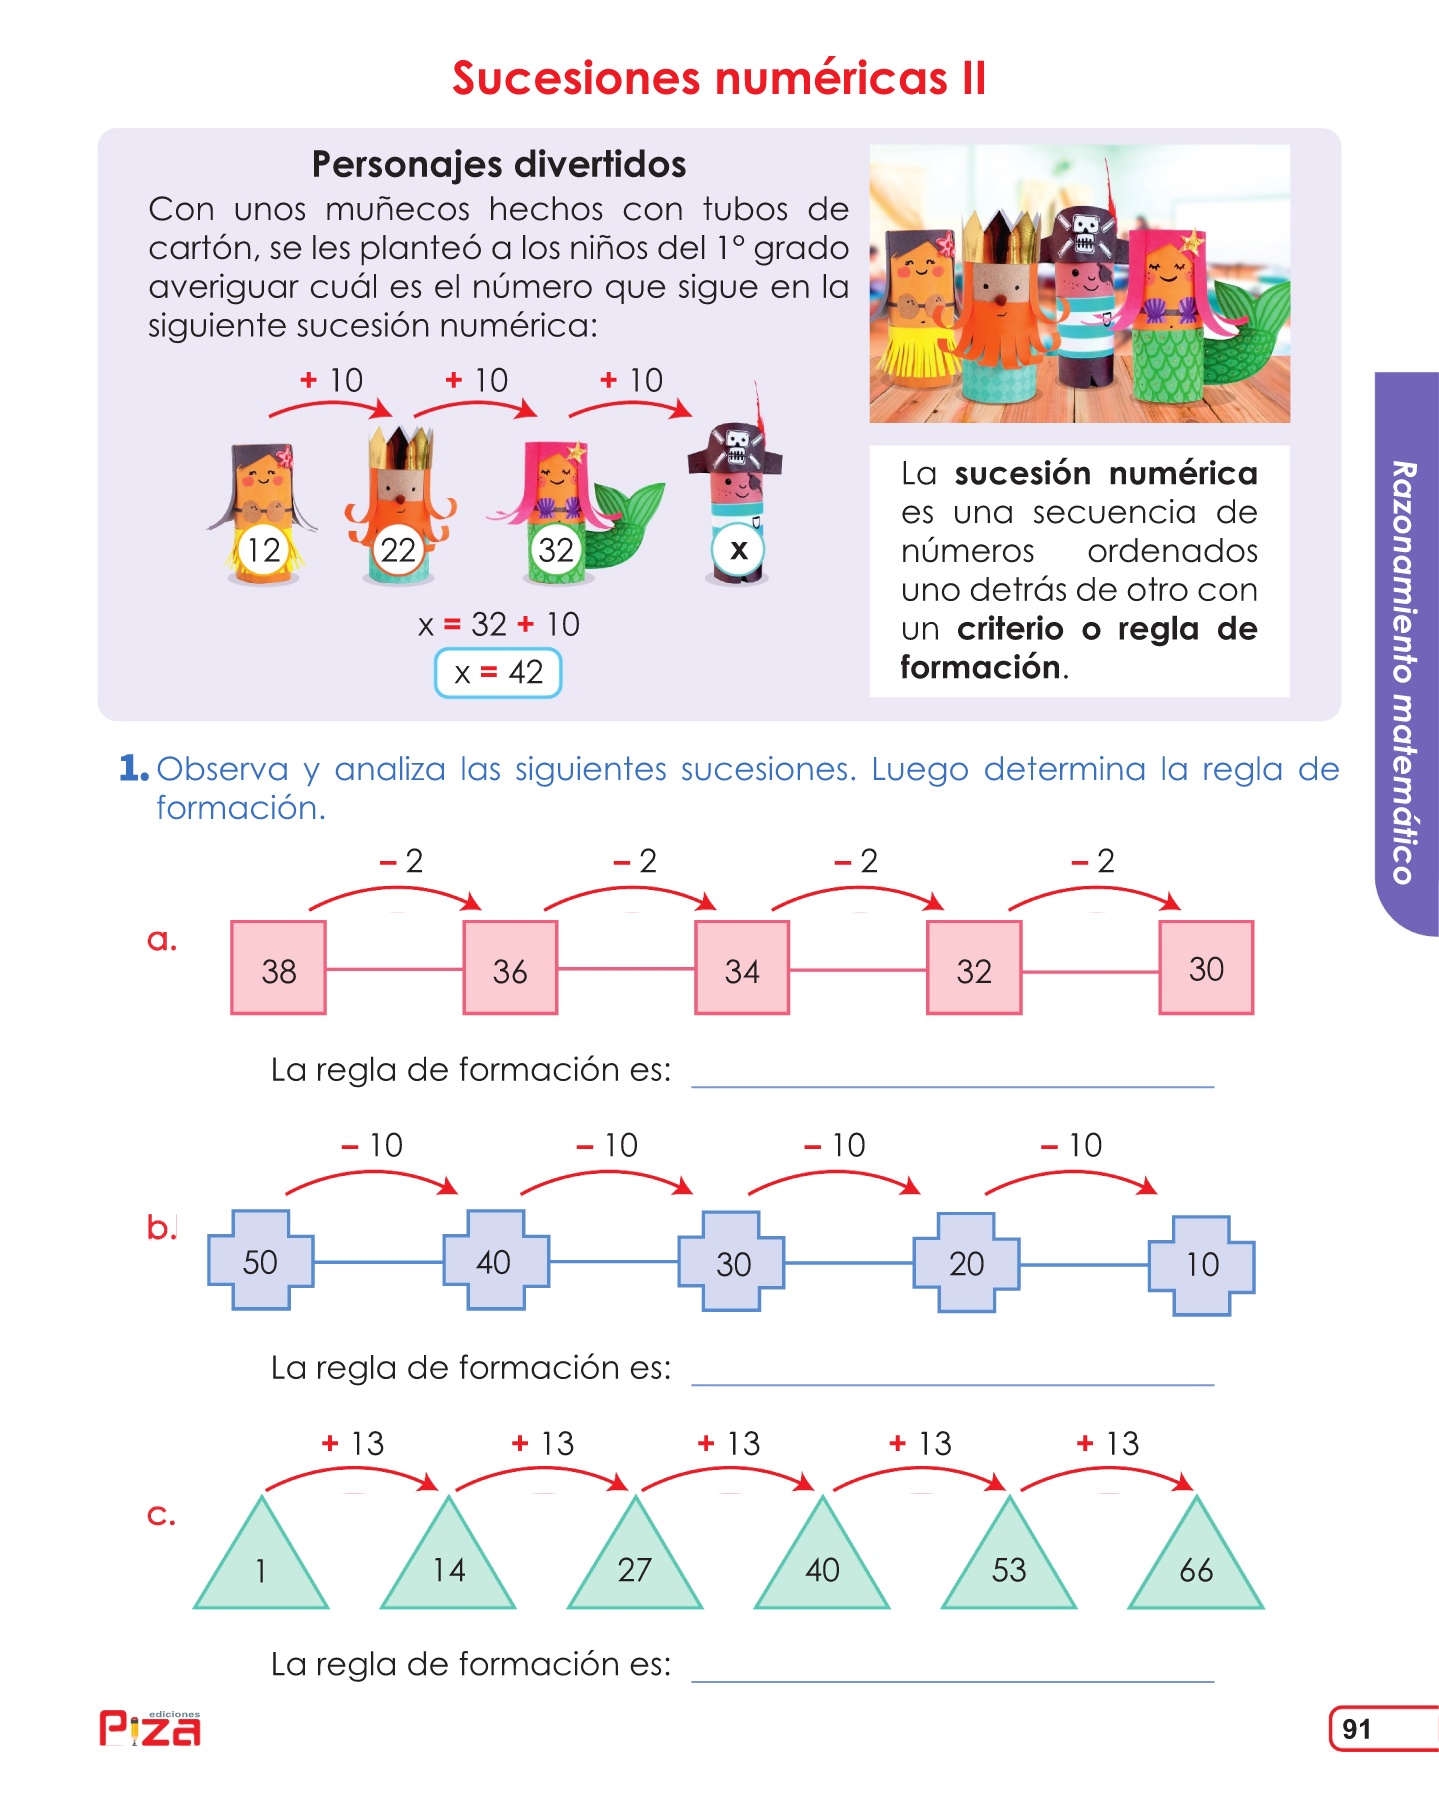 Sucesiones numéricas II
Personajes divertidos
Con unos muñecos hechos con tubos de
cartón, se les planteó a los niños del 1° grado
averiguar cuál es el número que sigue en la
siguiente sucesión numérica:
+ 10 + 10 + 10
12 22 32 x
x = 32 + 10
x = 42
La sucesión numérica
es una secuencia de
números ordenados
uno detrás de otro con
un criterio o regla de
formación.
Razonamiento matemático
1. Observa y analiza las siguientes sucesiones. Luego determina la regla de
formación.
– 2 – 2 – 2 – 2
a. 38 36 34 32 30
La regla de formación es:
– 10 – 10 – 10 – 10
b. 50 40 30 20 10
La regla de formación es:
+ 13 + 13 + 13 + 13 + 13
c. 1 14 27 40 53 66
La regla de formación es:
ediciones
Piza
91